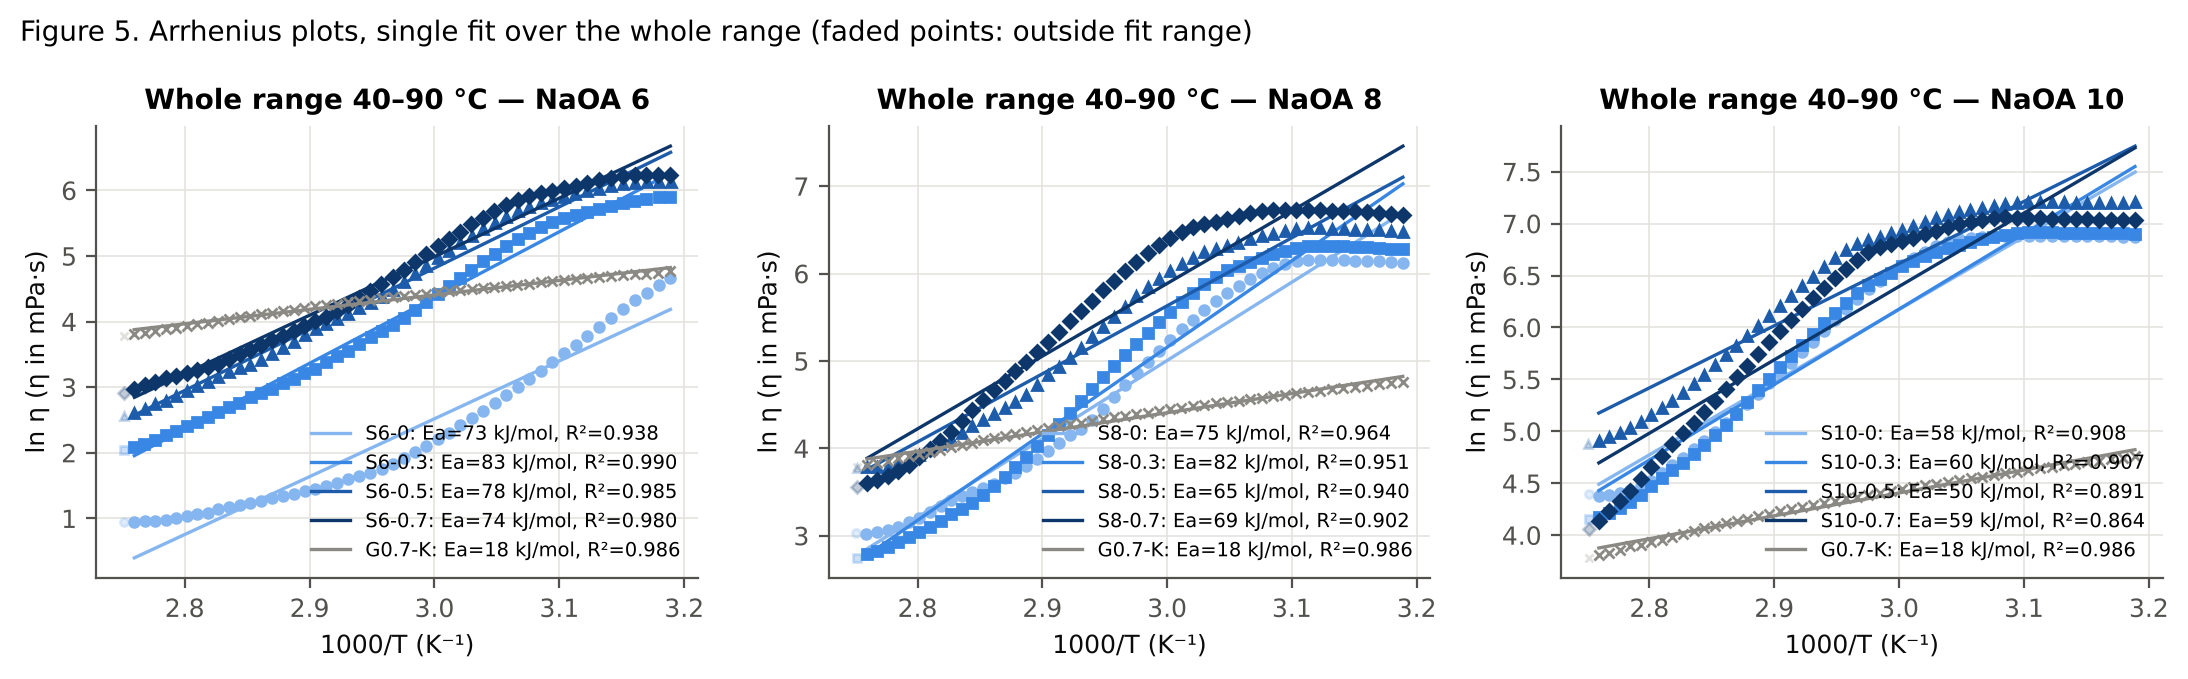 Figure 5. Arrhenius plots, single fit over the whole range (faded points: outside fit range)
Whole range 40–90 °C — NaOA 6
ln η (η in mPa·s)
6
5
4
3
2
1
S6-0: Ea=73 kJ/mol, R²=0.938
S6-0.3: Ea=83 kJ/mol, R²=0.990
S6-0.5: Ea=78 kJ/mol, R²=0.985
S6-0.7: Ea=74 kJ/mol, R²=0.980
G0.7-K: Ea=18 kJ/mol, R²=0.986
2.8 2.9 3.0 3.1 3.2
1000/T (K⁻¹)
Whole range 40–90 °C — NaOA 8
ln η (η in mPa·s)
7
6
5
4
3
S8-0: Ea=75 kJ/mol, R²=0.964
S8-0.3: Ea=82 kJ/mol, R²=0.951
S8-0.5: Ea=65 kJ/mol, R²=0.940
S8-0.7: Ea=69 kJ/mol, R²=0.902
G0.7-K: Ea=18 kJ/mol, R²=0.986
2.8 2.9 3.0 3.1 3.2
1000/T (K⁻¹)
Whole range 40–90 °C — NaOA 10
ln η (η in mPa·s)
7.5
7.0
6.5
6.0
5.5
5.0
4.5
4.0
S10-0: Ea=58 kJ/mol, R²=0.908
S10-0.3: Ea=60 kJ/mol, R²=0.907
S10-0.5: Ea=50 kJ/mol, R²=0.891
S10-0.7: Ea=59 kJ/mol, R²=0.864
G0.7-K: Ea=18 kJ/mol, R²=0.986
2.8 2.9 3.0 3.1 3.2
1000/T (K⁻¹)